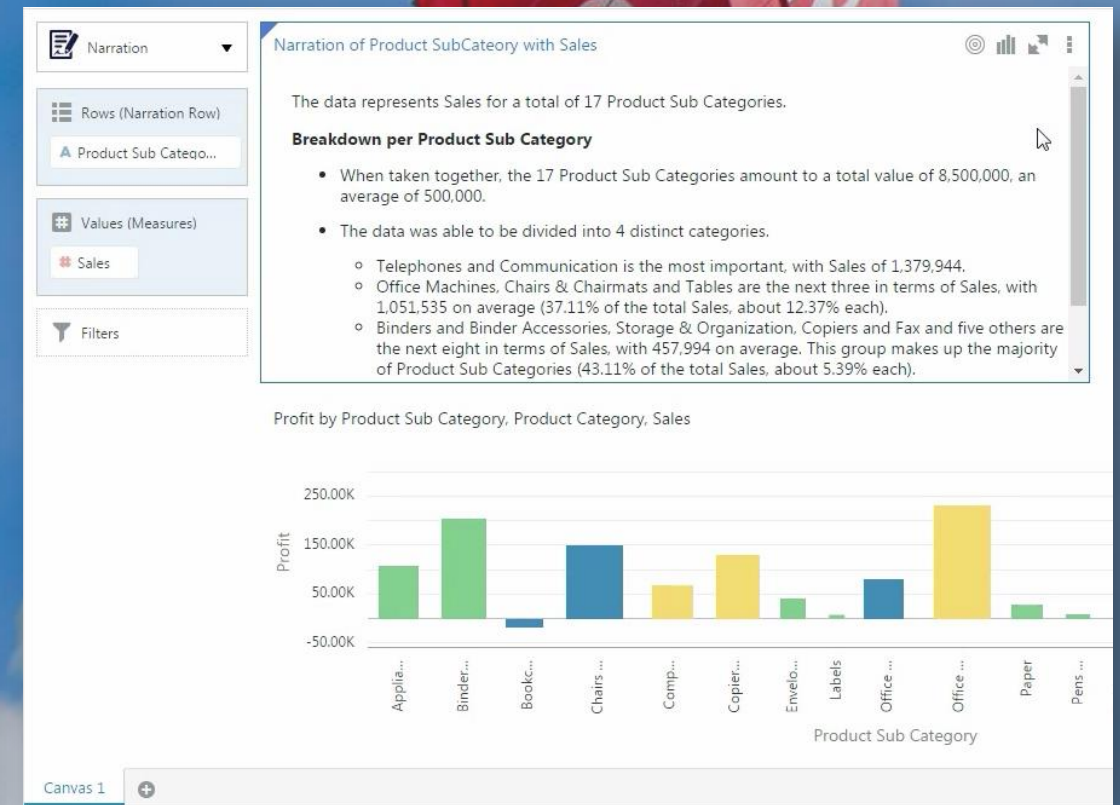 Narration
Rows (Narration Row)
A Product Sub Catego...
Values (Measures)
# Sales
Filters
Narration of Product SubCateory with Sales
The data represents Sales for a total of 17 Product Sub Categories.
Breakdown per Product Sub Category
• When taken together, the 17 Product Sub Categories amount to a total value of 8,500,000, an
average of 500,000.
• The data was able to be divided into 4 distinct categories.
◦ Telephones and Communication is the most important, with Sales of 1,379,944.
◦ Office Machines, Chairs & Chairmats and Tables are the next three in terms of Sales, with
1,051,535 on average (37.11% of the total Sales, about 12.37% each).
◦ Binders and Binder Accessories, Storage & Organization, Copiers and Fax and five others are
the next eight in terms of Sales, with 457,994 on average. This group makes up the majority
of Product Sub Categories (43.11% of the total Sales, about 5.39% each).
Profit by Product Sub Category, Product Category, Sales
Profit
250.00K
150.00K
50.00K
-50.00K
Applia...
Binder...
Bookc...
Chairs ...
Comp...
Copier...
Envelo...
Labels
Office ...
Office ...
Paper
Pens ...
Product Sub Category
Canvas 1